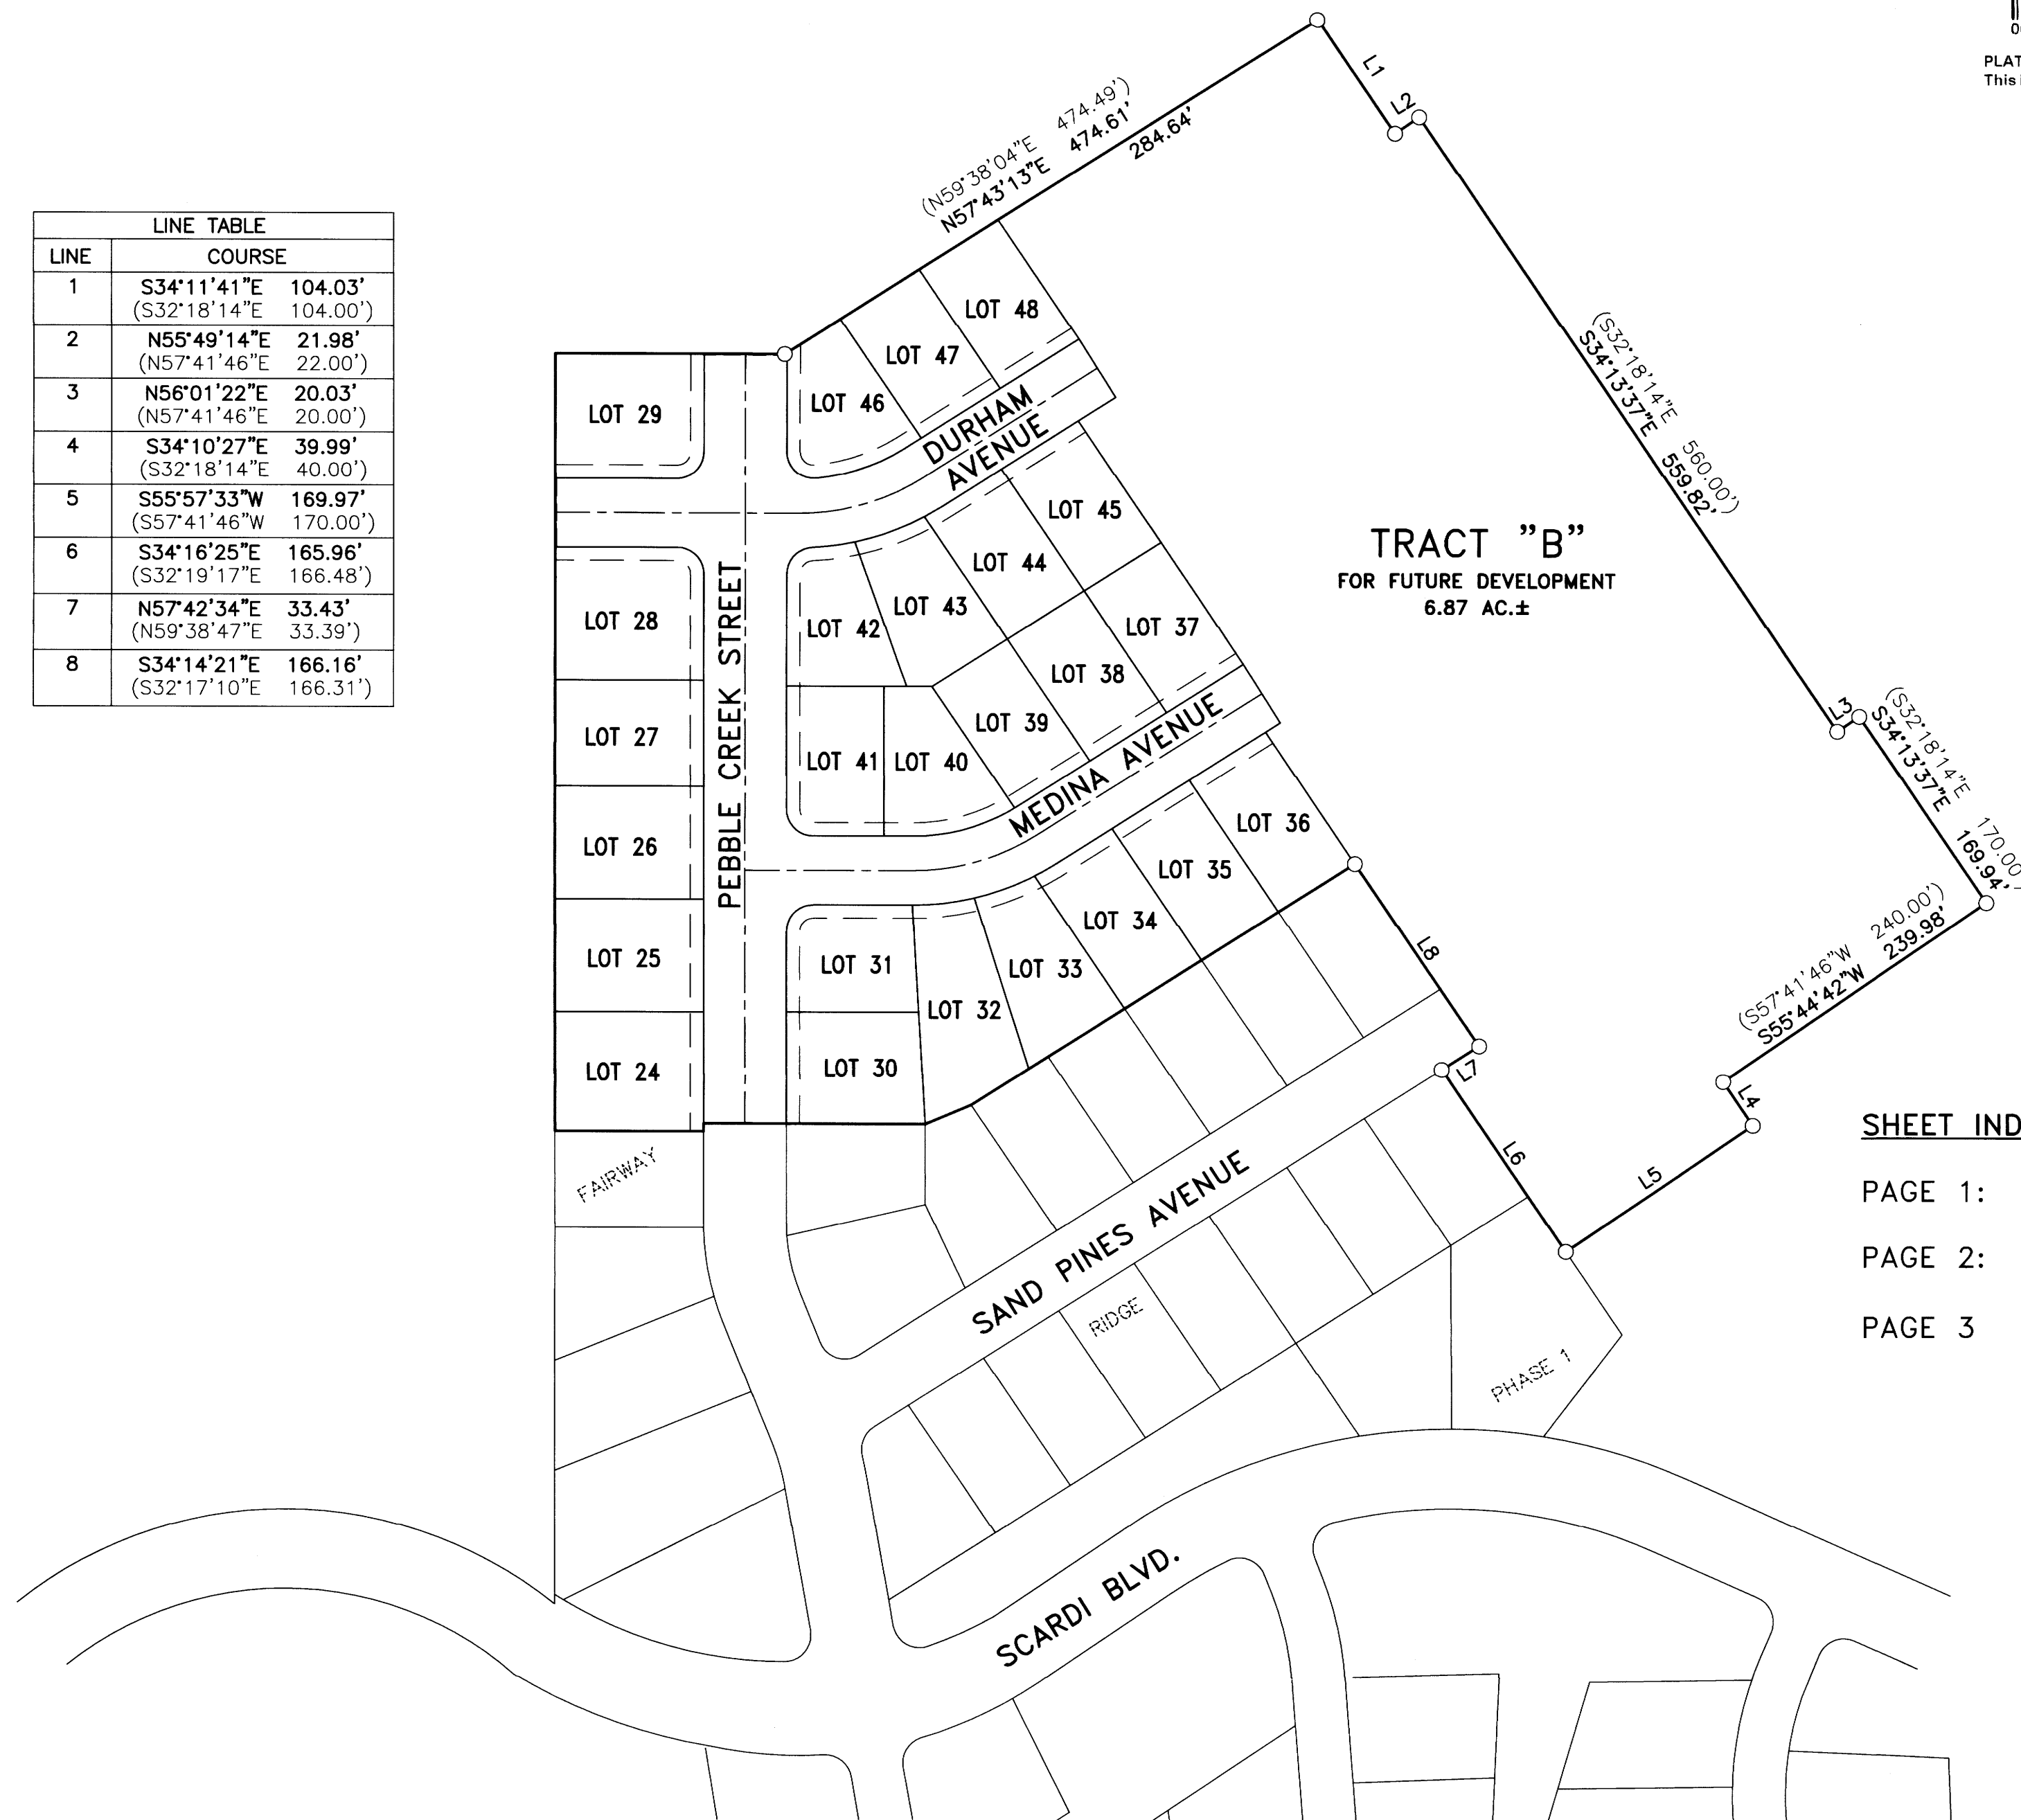 PLAT
This i
LINE TABLE
LINE COURSE
1 S34°11'41"E 104.03'
(S32°18'14"E 104.00')
2 N55°49'14"E 21.98'
(N57°41'46"E 22.00')
3 N56°01'22"E 20.03'
(N57°41'46"E 20.00')
4 S34°10'27"E 39.99'
(S32°18'14"E 40.00')
5 S55°57'33"W 169.97'
(S57°41'46"W 170.00')
6 S34°16'25"E 165.96'
(S32°19'17"E 166.48')
7 N57°42'34"E 33.43'
(N59°38'47"E 33.39')
8 S34°14'21"E 166.16'
(S32°17'10"E 166.31')
(N59°38'04"E 474.49')
N57°43'13"E 474.61'
284.64'
L1
L2
(S32°18'14"E 560.00')
S34°13'37"E 559.82'
L3
(S32°18'14"E 170.00')
S34°13'37"E 169.94'
(S57°41'46"W 240.00')
S55°44'42"W 239.98'
L4
L5
L6
L7
L8
TRACT "B"
FOR FUTURE DEVELOPMENT
6.87 AC.±
LOT 48
LOT 47
LOT 46
LOT 29
DURHAM
AVENUE
LOT 45
LOT 44
LOT 43
LOT 42
LOT 28
LOT 37
LOT 38
LOT 39
LOT 40
LOT 41
LOT 27
PEBBLE CREEK STREET
MEDINA AVENUE
LOT 26
LOT 36
LOT 35
LOT 34
LOT 33
LOT 32
LOT 31
LOT 25
LOT 30
LOT 24
FAIRWAY
SAND PINES AVENUE
RIDGE
PHASE 1
SCARDI BLVD.
SHEET IND
PAGE 1:
PAGE 2:
PAGE 3